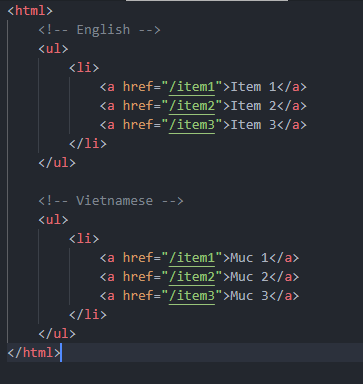 <html>
<!-- English -->
<ul>
<li>
<a href="/item1">Item 1</a>
<a href="/item2">Item 2</a>
<a href="/item3">Item 3</a>
</li>
</ul>
<!-- Vietnamese -->
<ul>
<li>
<a href="/item1">Muc 1</a>
<a href="/item2">Muc 2</a>
<a href="/item3">Muc 3</a>
</li>
</ul>
</html>